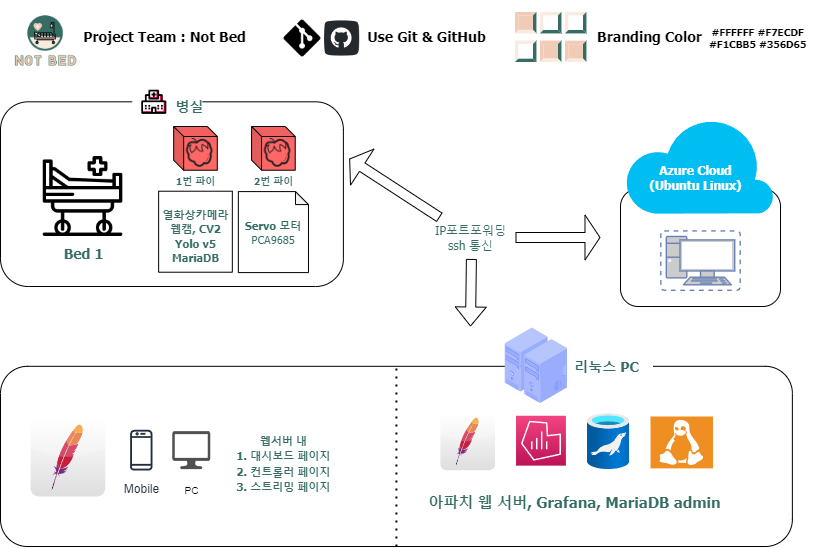 NOT BED
Project Team : Not Bed
Use Git & GitHub
Branding Color
#FFFFFF #F7ECDF
#F1CBB5 #356D65
병실
1번 파이
2번 파이
Bed 1
열화상카메라
웹캠, CV2
Yolo v5
MariaDB
Servo 모터
PCA9685
IP포트포워딩
ssh 통신
Azure Cloud
(Ubuntu Linux)
리눅스 PC
Mobile
PC
웹서버 내
1. 대시보드 페이지
2. 컨트롤러 페이지
3. 스트리밍 페이지
아파치 웹 서버, Grafana, MariaDB admin